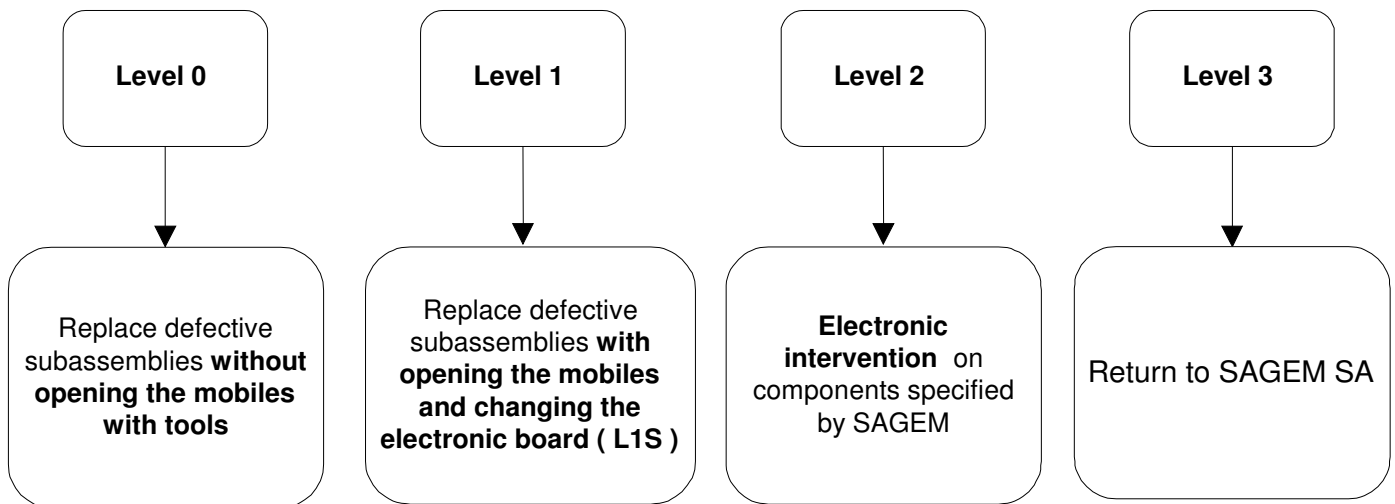 Level 0
Level 1
Level 2
Level 3
Replace defective
subassemblies without
opening the mobiles
with tools
Replace defective
subassemblies with
opening the mobiles
and changing the
electronic board ( L1S )
Electronic
intervention on
components specified
by SAGEM
Return to SAGEM SA